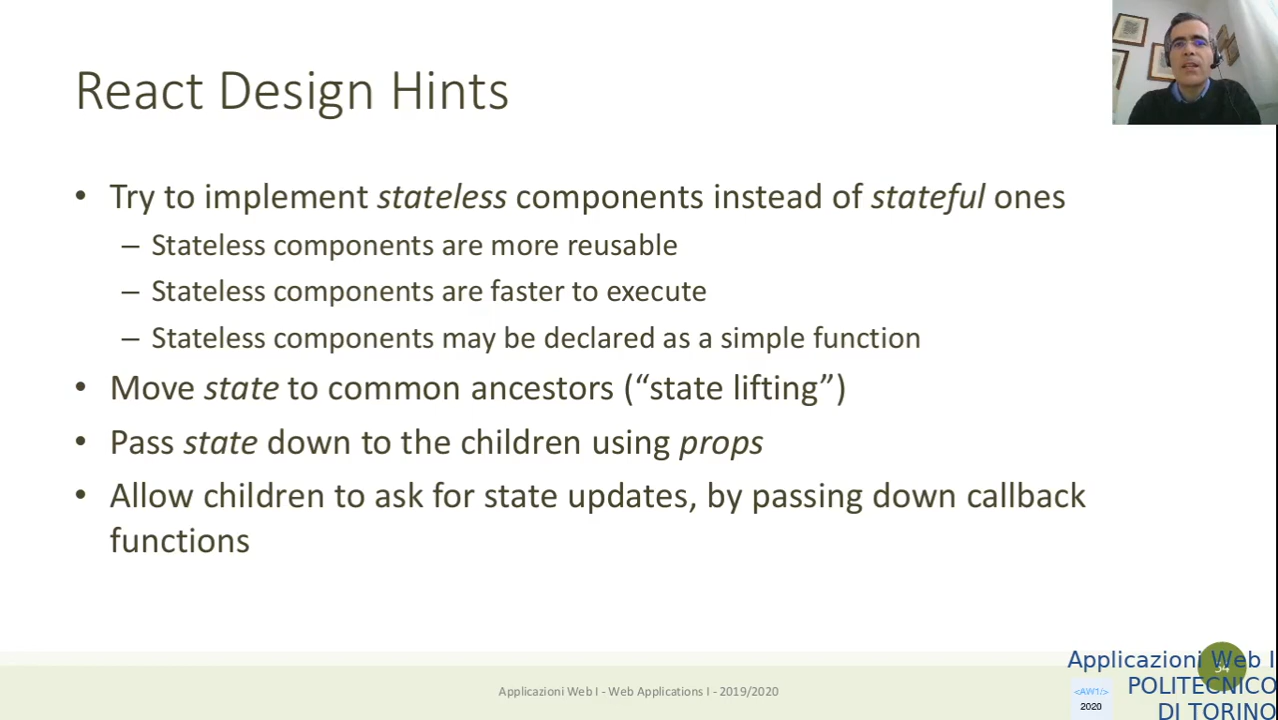 React Design Hints
• Try to implement stateless components instead of stateful ones
– Stateless components are more reusable
– Stateless components are faster to execute
– Stateless components may be declared as a simple function
• Move state to common ancestors (“state lifting”)
• Pass state down to the children using props
• Allow children to ask for state updates, by passing down callback
functions
Applicazioni Web I - Web Applications I - 2019/2020
Applicazioni Web I
POLITECNICO
DI TORINO
<AW1/>
2020